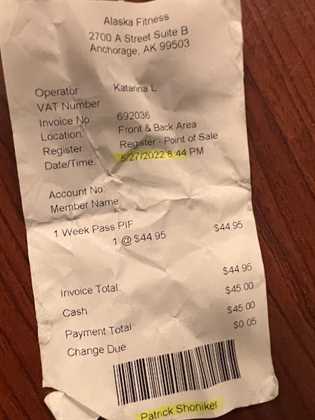 Alaska Fitness
2700 A Street Suite B
Anchorage, AK 99503
Operator Katarina L
VAT Number
Invoice No 692036
Location: Front & Back Area
Register Register - Point of Sale
Date/Time: 5/27/2022 8:44 PM
Account No
Member Name
1 Week Pass PIF $44.95
1 @ $44.95
Invoice Total: $44.95
Cash $45.00
Payment Total $45.00
Change Due $0.05
Patrick Shoniker